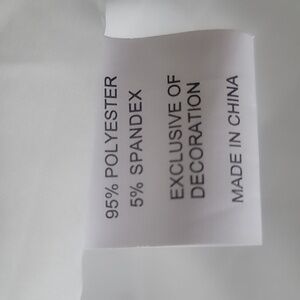 95% POLYESTER
5% SPANDEX
EXCLUSIVE OF
DECORATION
MADE IN CHINA